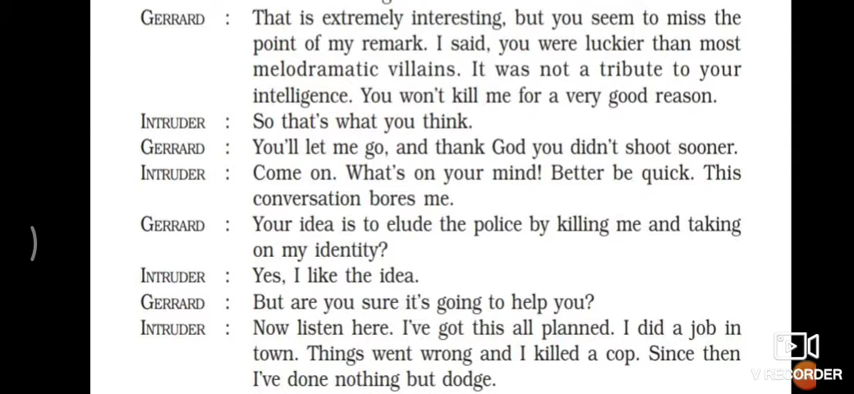 GERRARD : That is extremely interesting, but you seem to miss the
point of my remark. I said, you were luckier than most
melodramatic villains. It was not a tribute to your
intelligence. You won't kill me for a very good reason.
INTRUDER : So that's what you think.
GERRARD : You'll let me go, and thank God you didn't shoot sooner.
INTRUDER : Come on. What's on your mind! Better be quick. This
conversation bores me.
GERRARD : Your idea is to elude the police by killing me and taking
on my identity?
INTRUDER : Yes, I like the idea.
GERRARD : But are you sure it's going to help you?
INTRUDER : Now listen here. I've got this all planned. I did a job in
town. Things went wrong and I killed a cop. Since then
I've done nothing but dodge.
V RECORDER